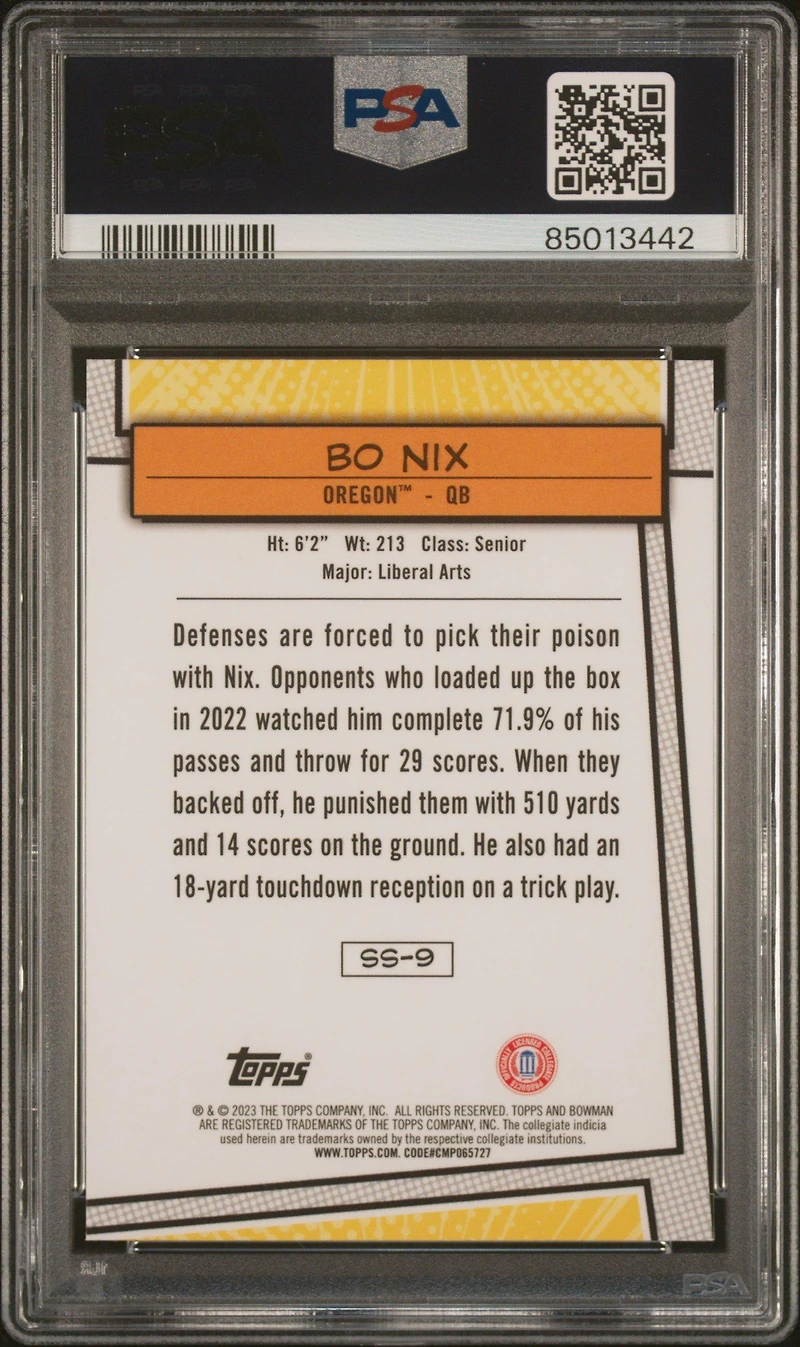 PSA
85013442
BO NIX
OREGON™ - QB
Ht: 6'2" Wt: 213 Class: Senior
Major: Liberal Arts
Defenses are forced to pick their poison
with Nix. Opponents who loaded up the box
in 2022 watched him complete 71.9% of his
passes and throw for 29 scores. When they
backed off, he punished them with 510 yards
and 14 scores on the ground. He also had an
18-yard touchdown reception on a trick play.
SS-9
topps®
OFFICIALLY LICENSED COLLEGIATE PRODUCTS
® & © 2023 THE TOPPS COMPANY, INC. ALL RIGHTS RESERVED. TOPPS AND BOWMAN
ARE REGISTERED TRADEMARKS OF THE TOPPS COMPANY, INC. The collegiate indicia
used herein are trademarks owned by the respective collegiate institutions.
WWW.TOPPS.COM. CODE#CMP065727
PSA